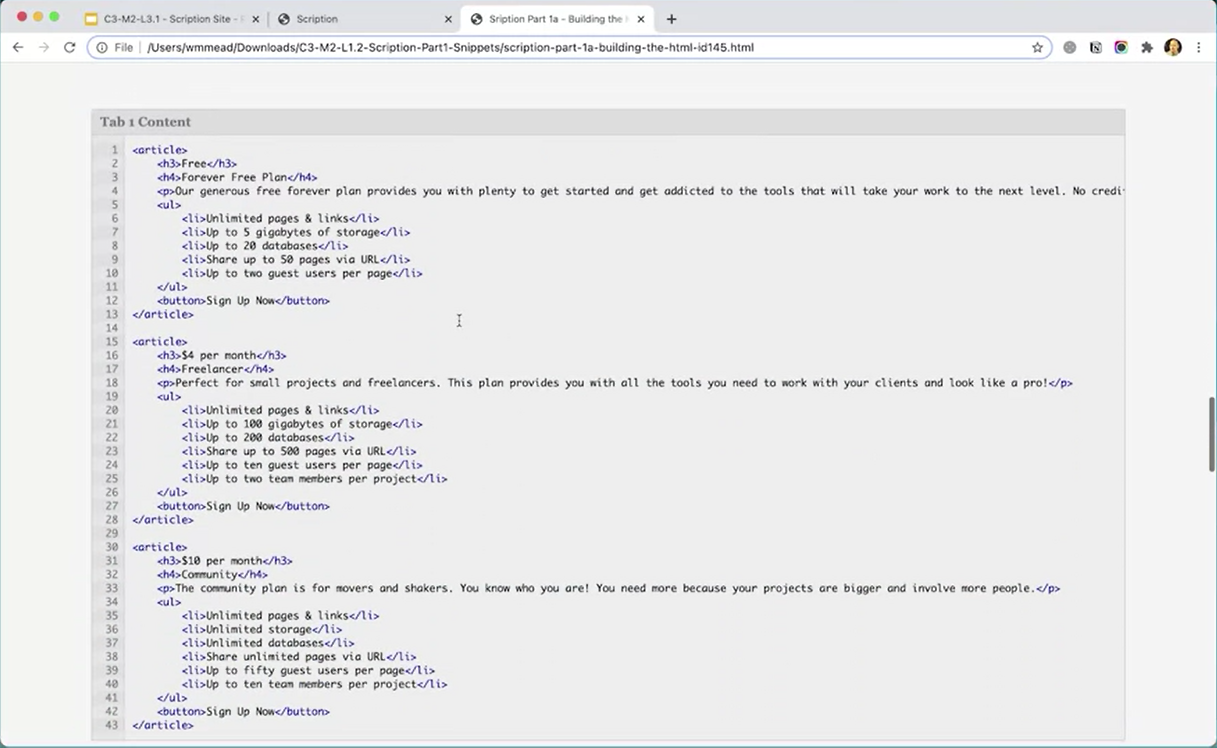 C3-M2-L3.1 - Scription Site -
Scription
Sription Part 1a - Building the
File /Users/wmmead/Downloads/C3-M2-L1.2-Scription-Part1-Snippets/scription-part-1a-building-the-html-id145.html
Tab 1 Content
1 <article>
2 <h3>Free</h3>
3 <h4>Forever Free Plan</h4>
4 <p>Our generous free forever plan provides you with plenty to get started and get addicted to the tools that will take your work to the next level. No credi
5 <ul>
6 <li>Unlimited pages & links</li>
7 <li>Up to 5 gigabytes of storage</li>
8 <li>Up to 20 databases</li>
9 <li>Share up to 50 pages via URL</li>
10 <li>Up to two guest users per page</li>
11 </ul>
12 <button>Sign Up Now</button>
13 </article>
14
15 <article>
16 <h3>$4 per month</h3>
17 <h4>Freelancer</h4>
18 <p>Perfect for small projects and freelancers. This plan provides you with all the tools you need to work with your clients and look like a pro!</p>
19 <ul>
20 <li>Unlimited pages & links</li>
21 <li>Up to 100 gigabytes of storage</li>
22 <li>Up to 200 databases</li>
23 <li>Share up to 500 pages via URL</li>
24 <li>Up to ten guest users per page</li>
25 <li>Up to two team members per project</li>
26 </ul>
27 <button>Sign Up Now</button>
28 </article>
29
30 <article>
31 <h3>$10 per month</h3>
32 <h4>Community</h4>
33 <p>The community plan is for movers and shakers. You know who you are! You need more because your projects are bigger and involve more people.</p>
34 <ul>
35 <li>Unlimited pages & links</li>
36 <li>Unlimited storage</li>
37 <li>Unlimited databases</li>
38 <li>Share unlimited pages via URL</li>
39 <li>Up to fifty guest users per page</li>
40 <li>Up to ten team members per project</li>
41 </ul>
42 <button>Sign Up Now</button>
43 </article>